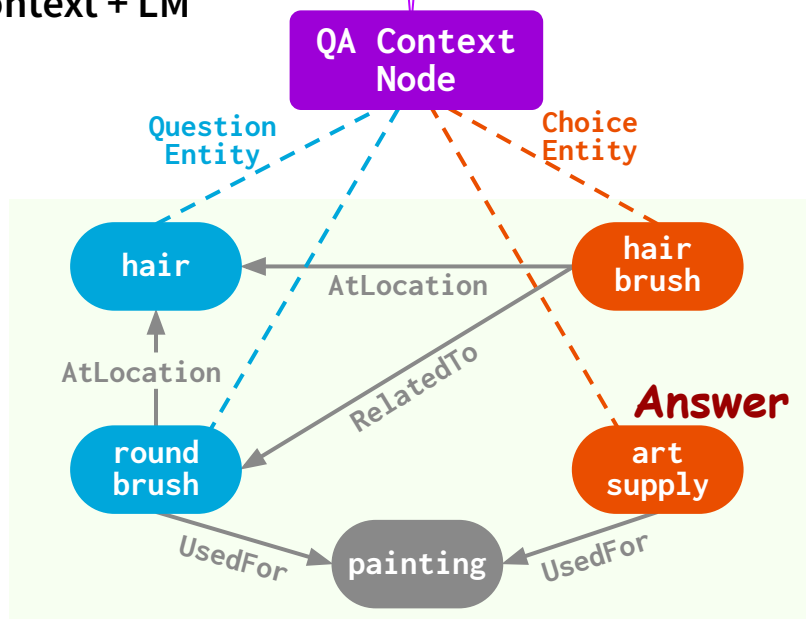 QA Context
Node
Question
Entity
Choice
Entity
hair
hair
brush
AtLocation
AtLocation
RelatedTo
Answer
round
brush
art
supply
UsedFor
painting
UsedFor